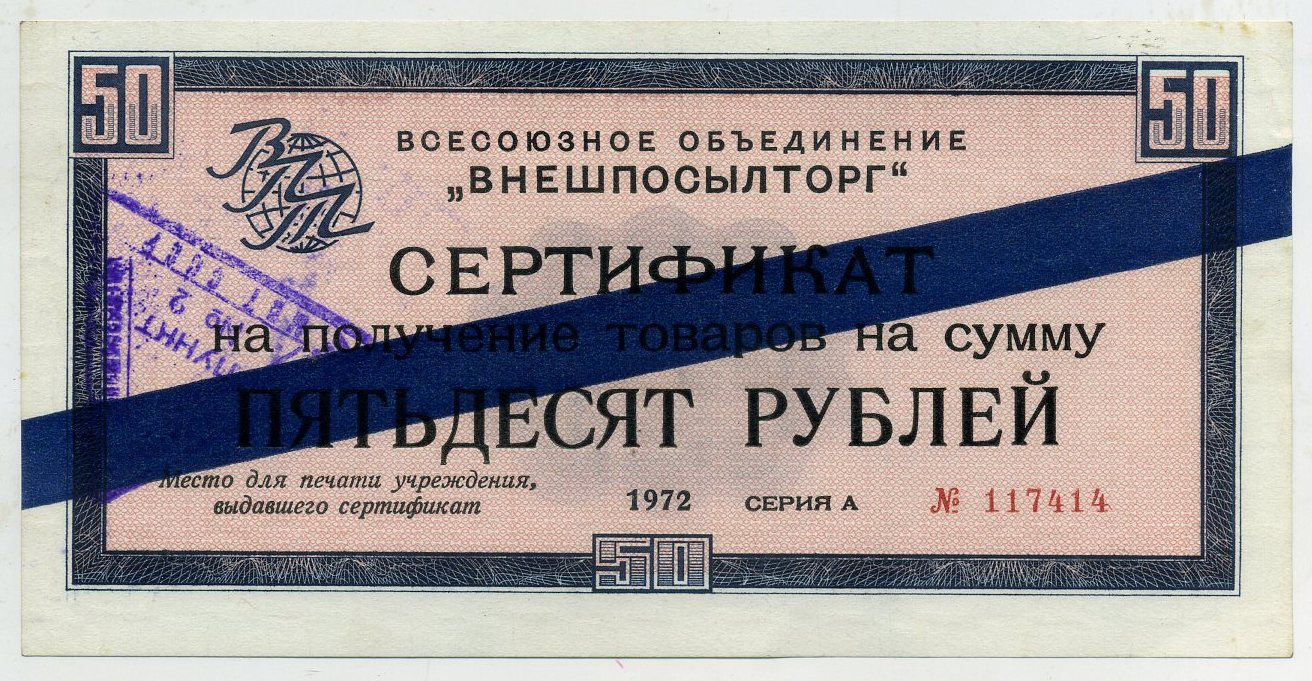 50
50
ВПТ
ВСЕСОЮЗНОЕ ОБЪЕДИНЕНИЕ
„ВНЕШПОСЫЛТОРГ“
СЕРТИФИКАТ
на получение товаров на сумму
ПЯТЬДЕСЯТ РУБЛЕЙ
Место для печати учреждения,
выдавшего сертификат
1972 СЕРИЯ А № 117414
50